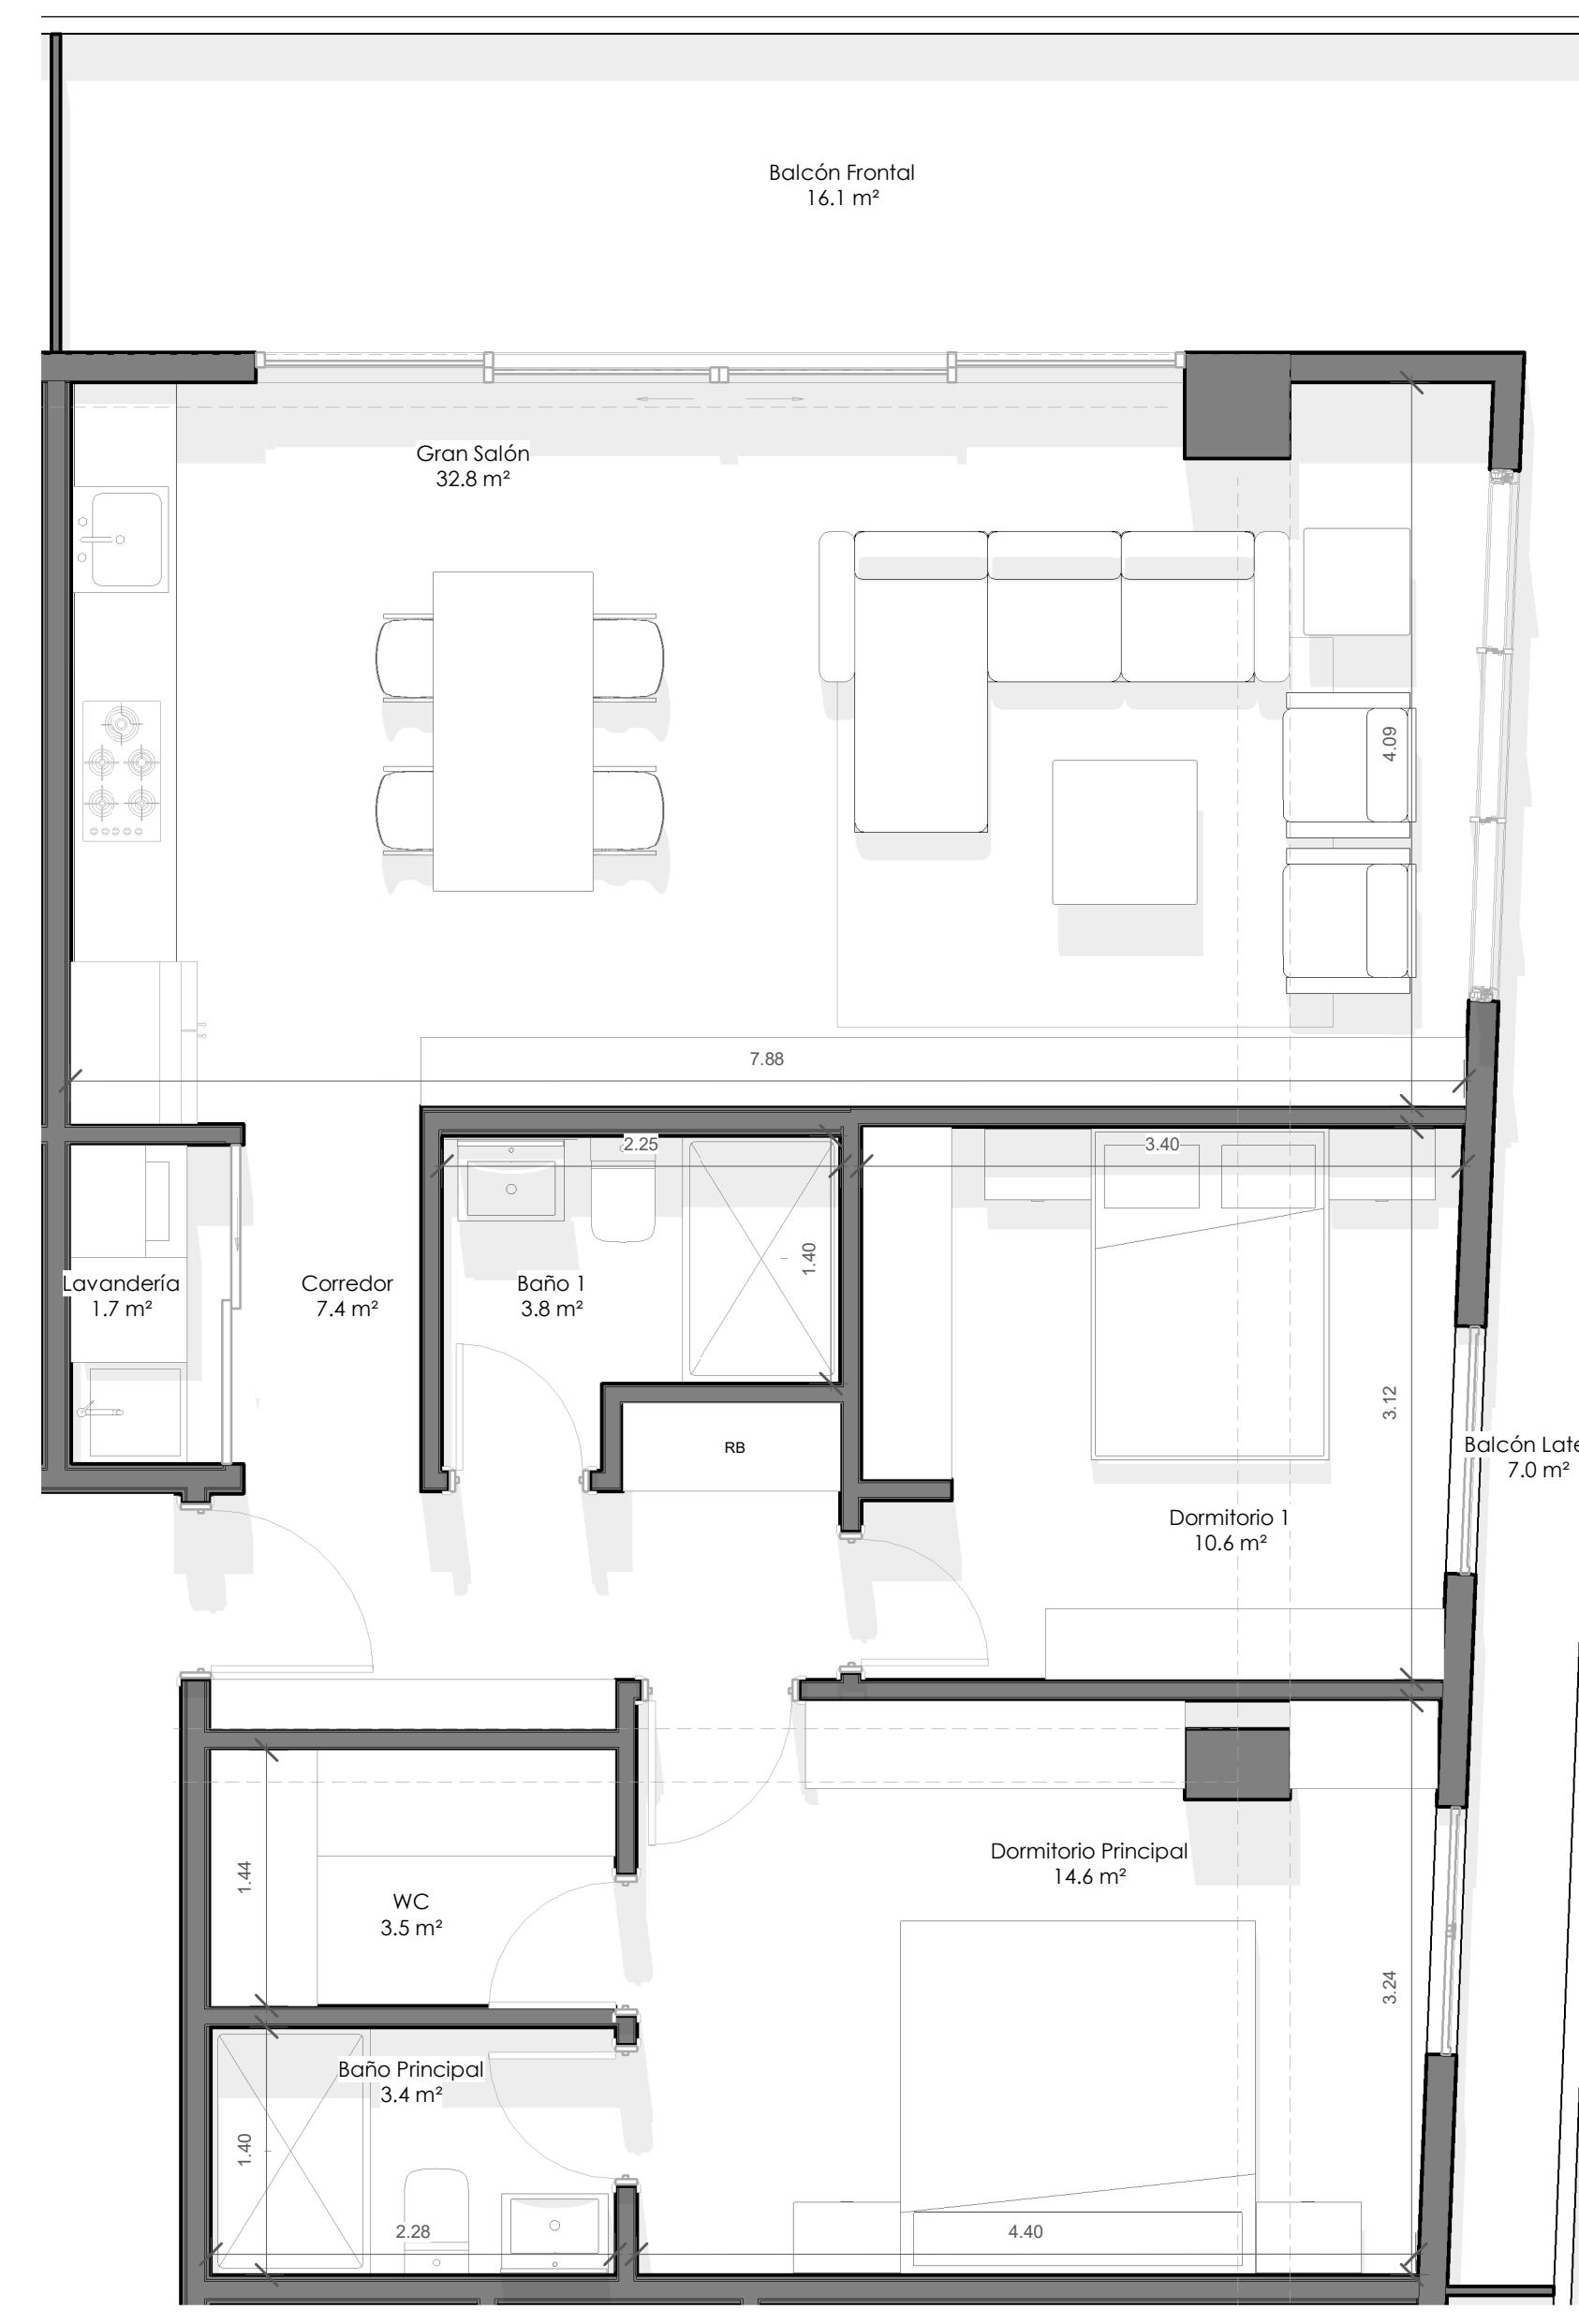 Balcón Frontal
16.1 m²
Gran Salón
32.8 m²
4.09
7.88
2.25
3.40
1.40
Lavandería
1.7 m²
Corredor
7.4 m²
Baño 1
3.8 m²
3.12
RB
Balcón Late
7.0 m²
Dormitorio 1
10.6 m²
Dormitorio Principal
14.6 m²
1.44
WC
3.5 m²
3.24
Baño Principal
3.4 m²
1.40
2.28
4.40